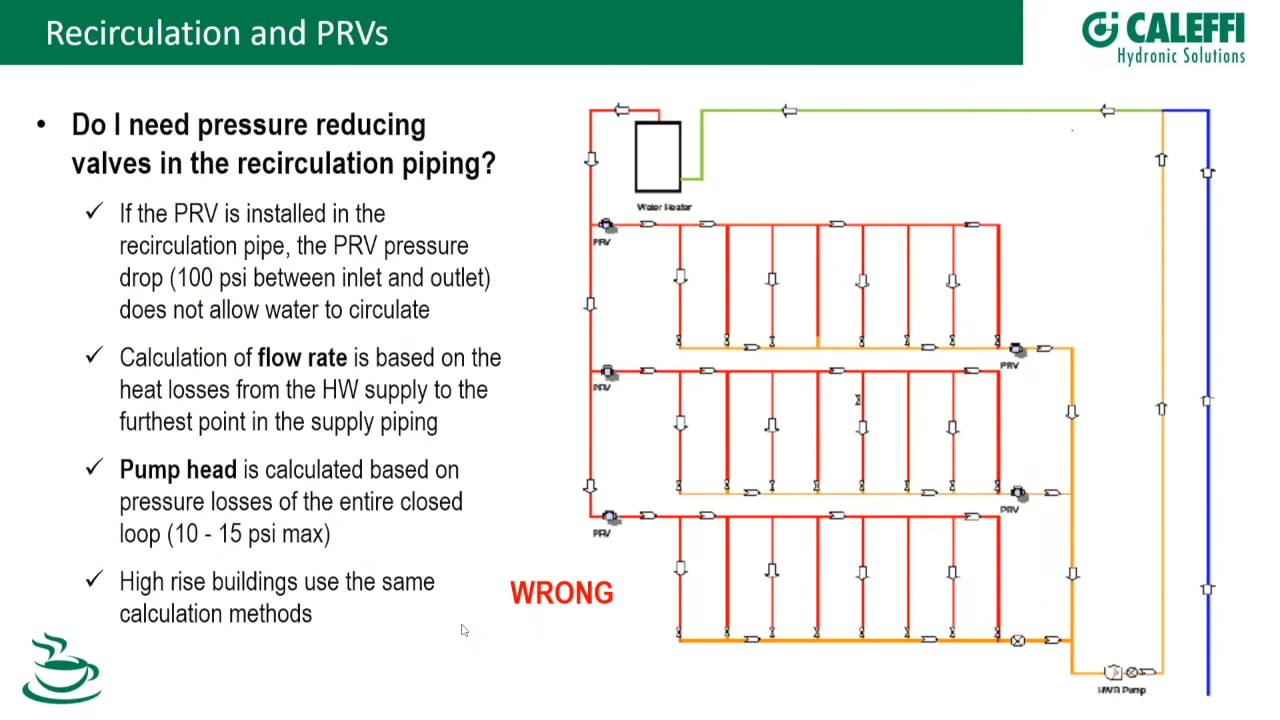 Recirculation and PRVs
CALEFFI
Hydronic Solutions
• Do I need pressure reducing
valves in the recirculation piping?
✓ If the PRV is installed in the
recirculation pipe, the PRV pressure
drop (100 psi between inlet and outlet)
does not allow water to circulate
✓ Calculation of flow rate is based on the
heat losses from the HW supply to the
furthest point in the supply piping
✓ Pump head is calculated based on
pressure losses of the entire closed
loop (10 - 15 psi max)
✓ High rise buildings use the same
calculation methods
WRONG
Water Heater
PRV
PRV
PRV
PRV
PRV
HWR Pump